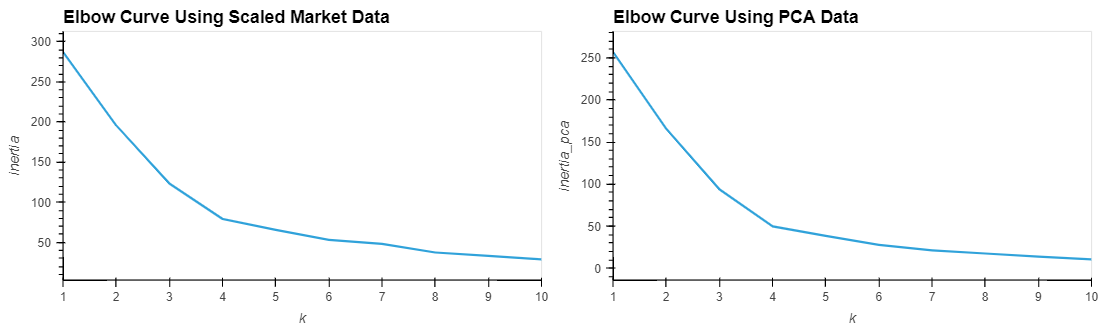 Elbow Curve Using Scaled Market Data
300
250
200
150
100
50
inertia
1 2 3 4 5 6 7 8 9 10
k
Elbow Curve Using PCA Data
250
200
150
100
50
0
inertia_pca
1 2 3 4 5 6 7 8 9 10
k